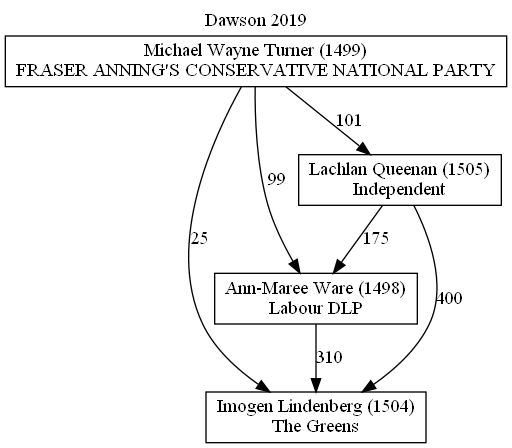 Dawson 2019
Michael Wayne Turner (1499)
FRASER ANNING'S CONSERVATIVE NATIONAL PARTY
101
Lachlan Queenan (1505)
Independent
99
25
175
Ann-Maree Ware (1498)
Labour DLP
400
310
Imogen Lindenberg (1504)
The Greens